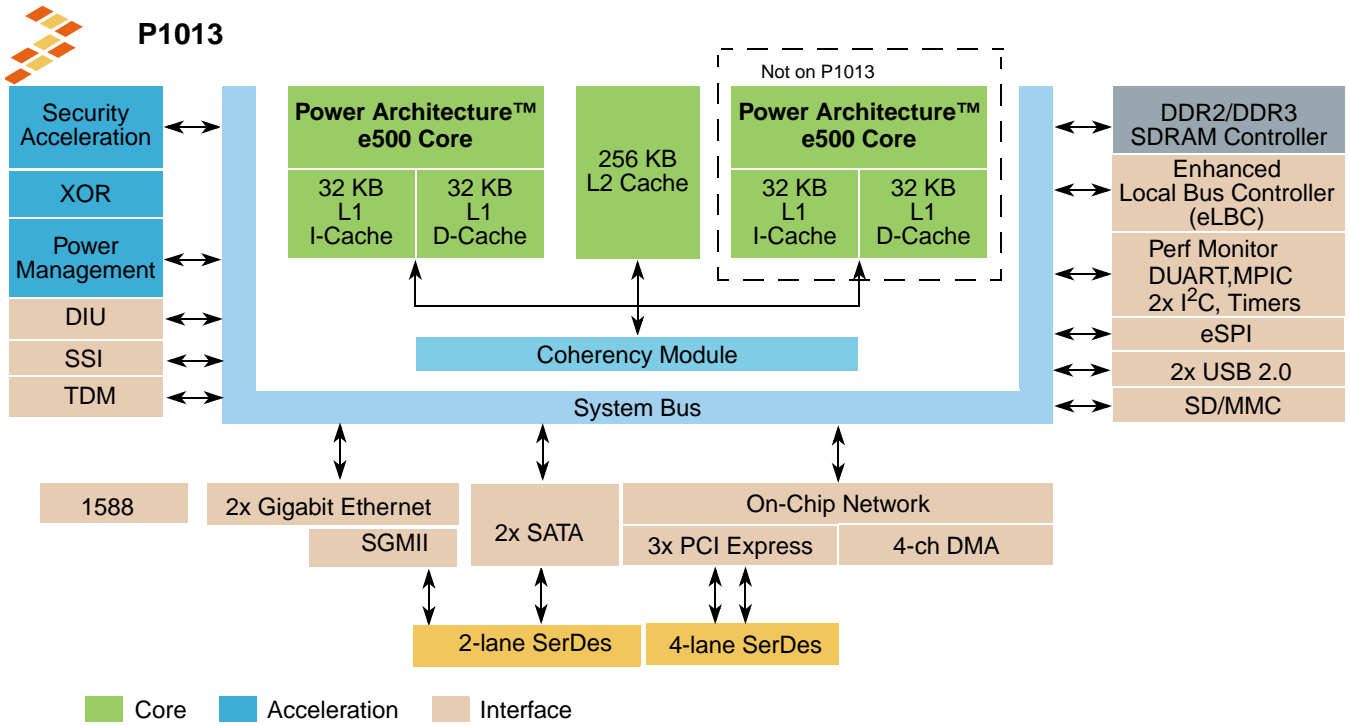 P1013
Security
Acceleration
XOR
Power
Management
DIU
SSI
TDM
Power Architecture™
e500 Core
32 KB
L1
I-Cache
32 KB
L1
D-Cache
256 KB
L2 Cache
Not on P1013
Power Architecture™
e500 Core
32 KB
L1
I-Cache
32 KB
L1
D-Cache
Coherency Module
System Bus
DDR2/DDR3
SDRAM Controller
Enhanced
Local Bus Controller
(eLBC)
Perf Monitor
DUART,MPIC
2x I²C, Timers
eSPI
2x USB 2.0
SD/MMC
1588
2x Gigabit Ethernet
SGMII
2x SATA
On-Chip Network
3x PCI Express
4-ch DMA
2-lane SerDes
4-lane SerDes
Core
Acceleration
Interface